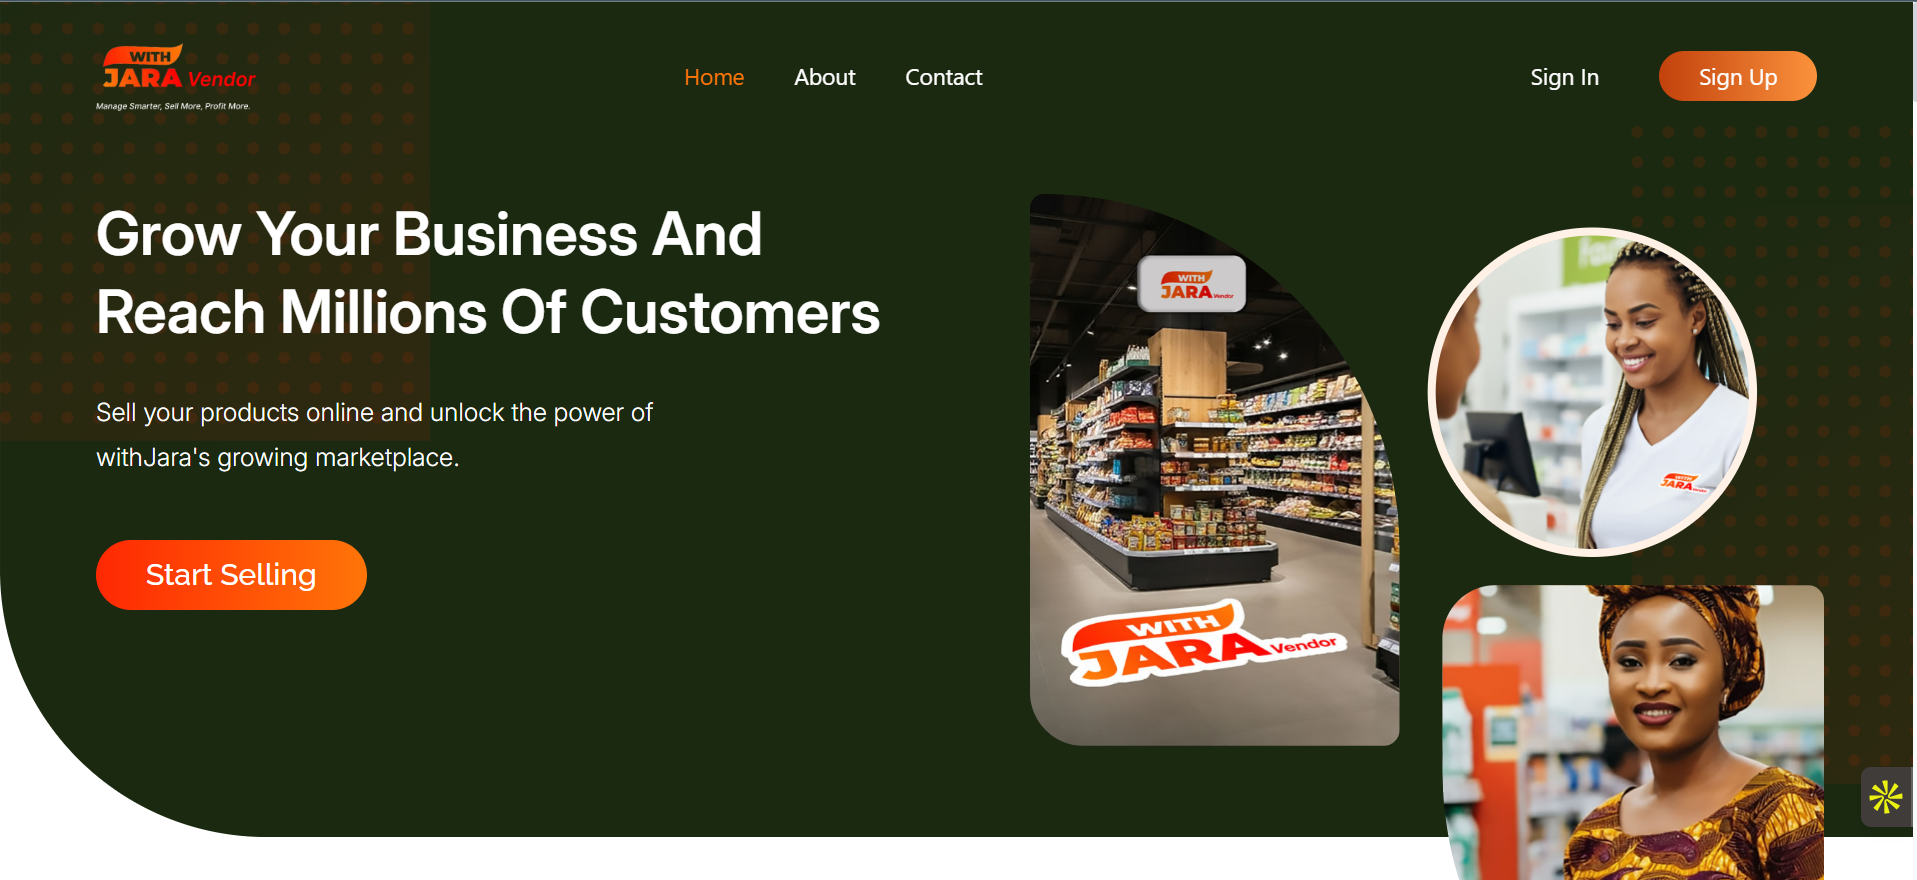 WITH
JARA Vendor
Manage Smarter, Sell More, Profit More.
Home
About
Contact
Sign In
Sign Up
Grow Your Business And
Reach Millions Of Customers
Sell your products online and unlock the power of
withJara's growing marketplace.
Start Selling
WITH
JARA Vendor
WITH
JARA Vendor
WITH
JARA Vendor